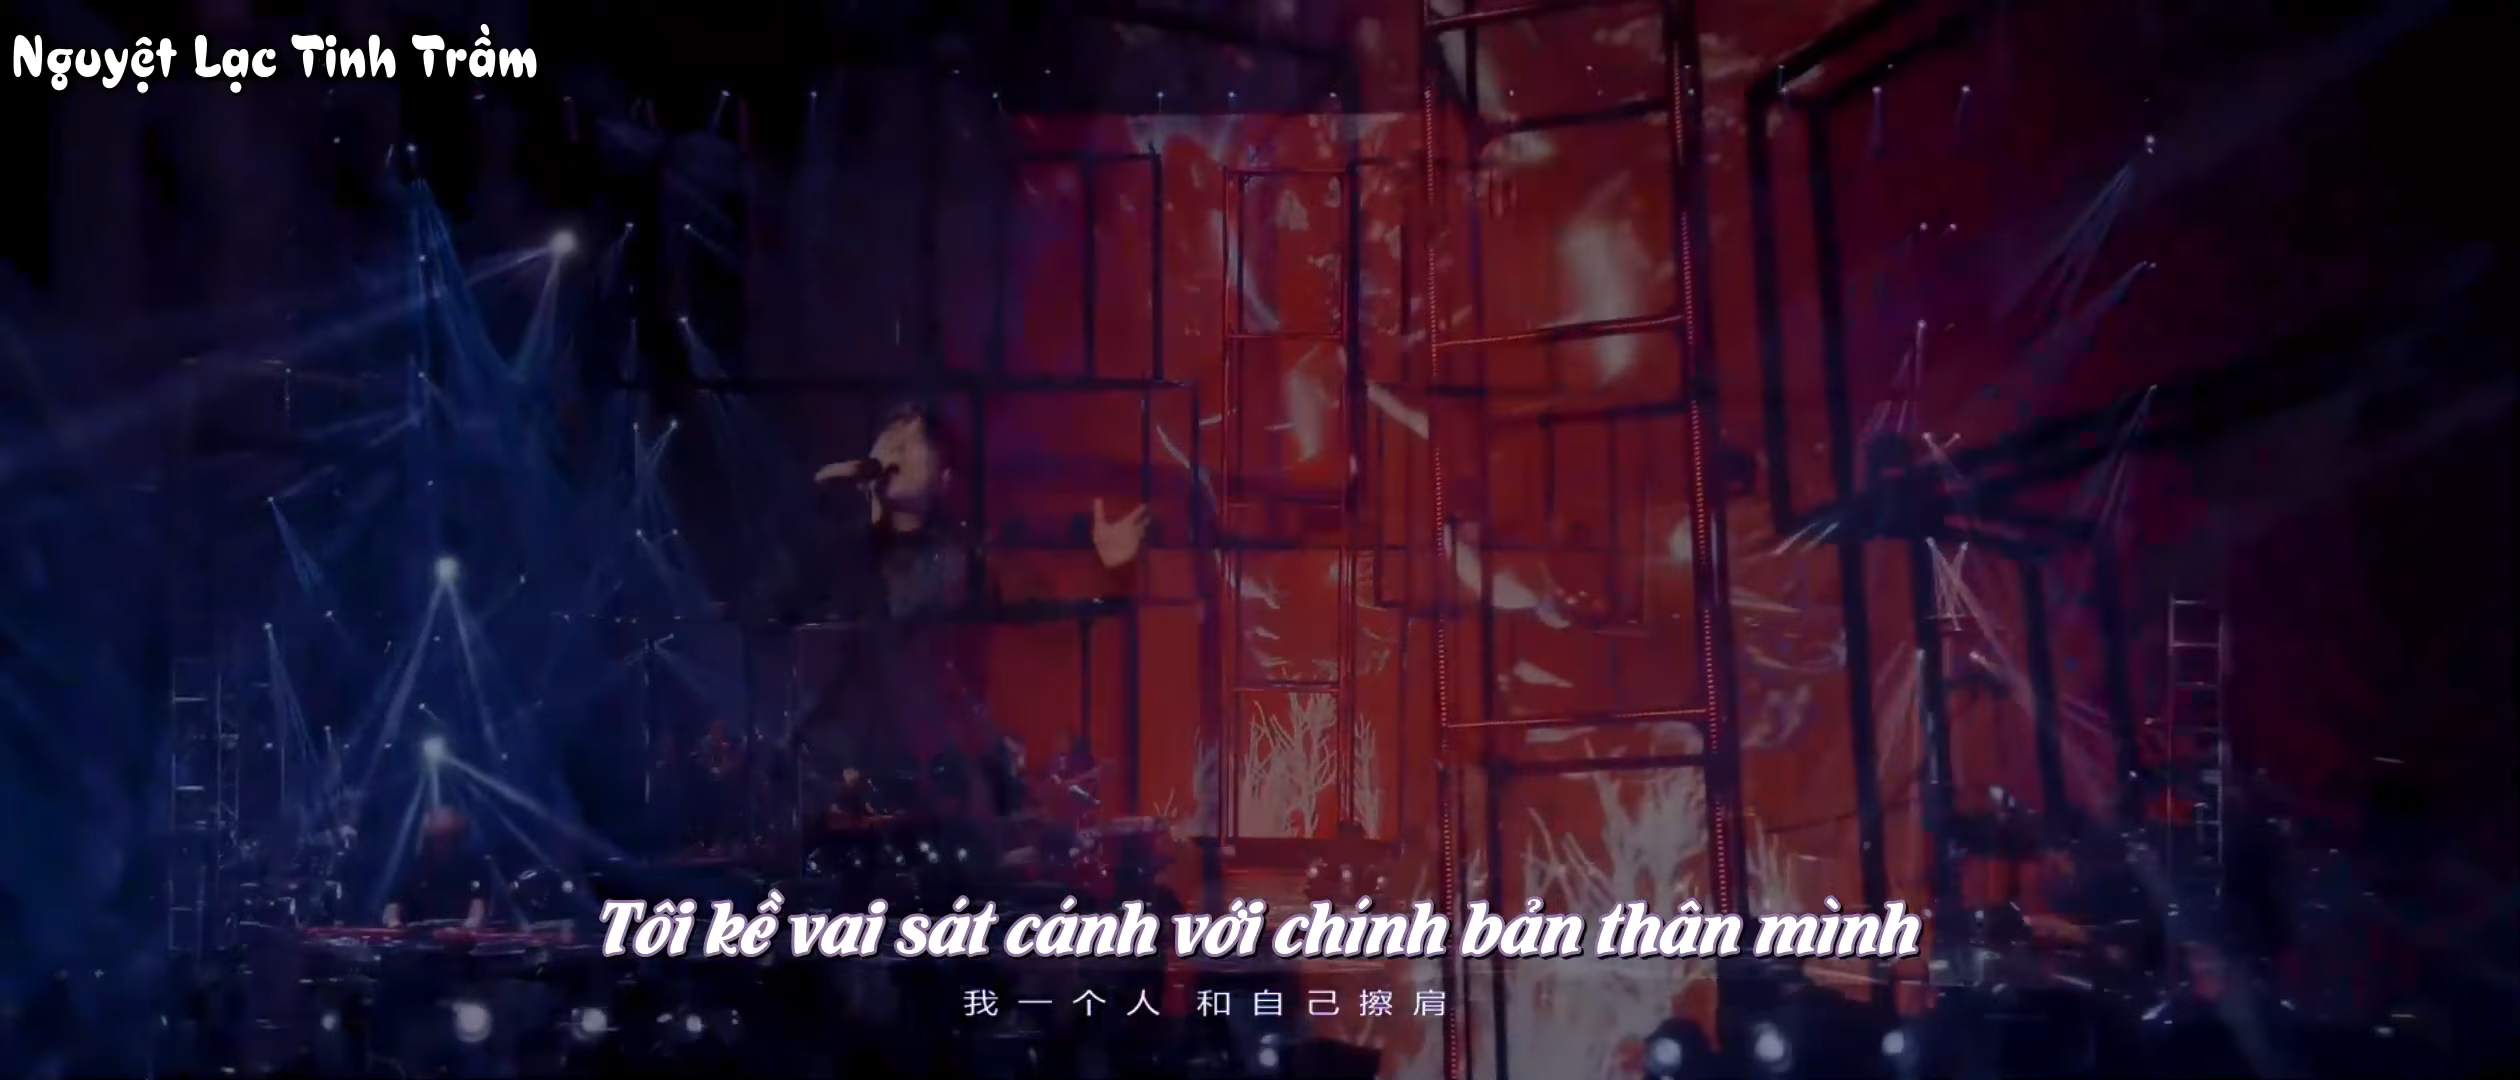 Nguyệt Lạc Tinh Trầm
Tôi kề vai sát cánh với chính bản thân mình
我一个人 和自己擦肩